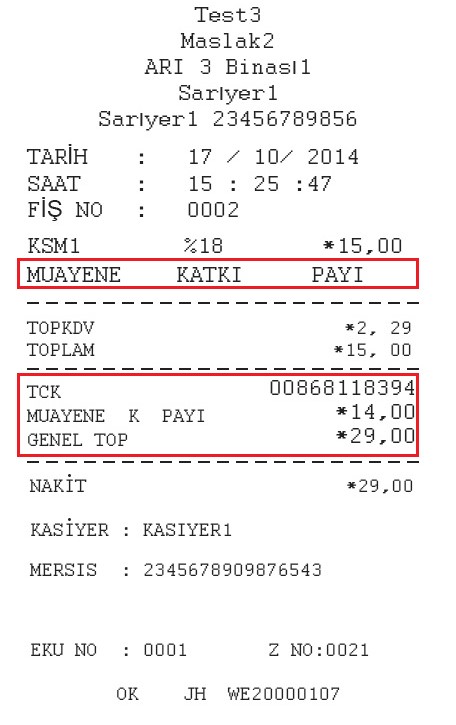 Test3
Maslak2
ARI 3 Binası1
Sarıyer1
Sarıyer1 23456789856
TARİH : 17 / 10/ 2014
SAAT : 15 : 25 :47
FİŞ NO : 0002
KSM1 %18 *15,00
MUAYENE KATKI PAYI
TOPKDV *2, 29
TOPLAM *15, 00
TCK 00868118394
MUAYENE K PAYI *14,00
GENEL TOP *29,00
NAKİT *29,00
KASİYER : KASIYER1
MERSIS : 2345678909876543
EKU NO : 0001 Z NO:0021
OK JH WE20000107